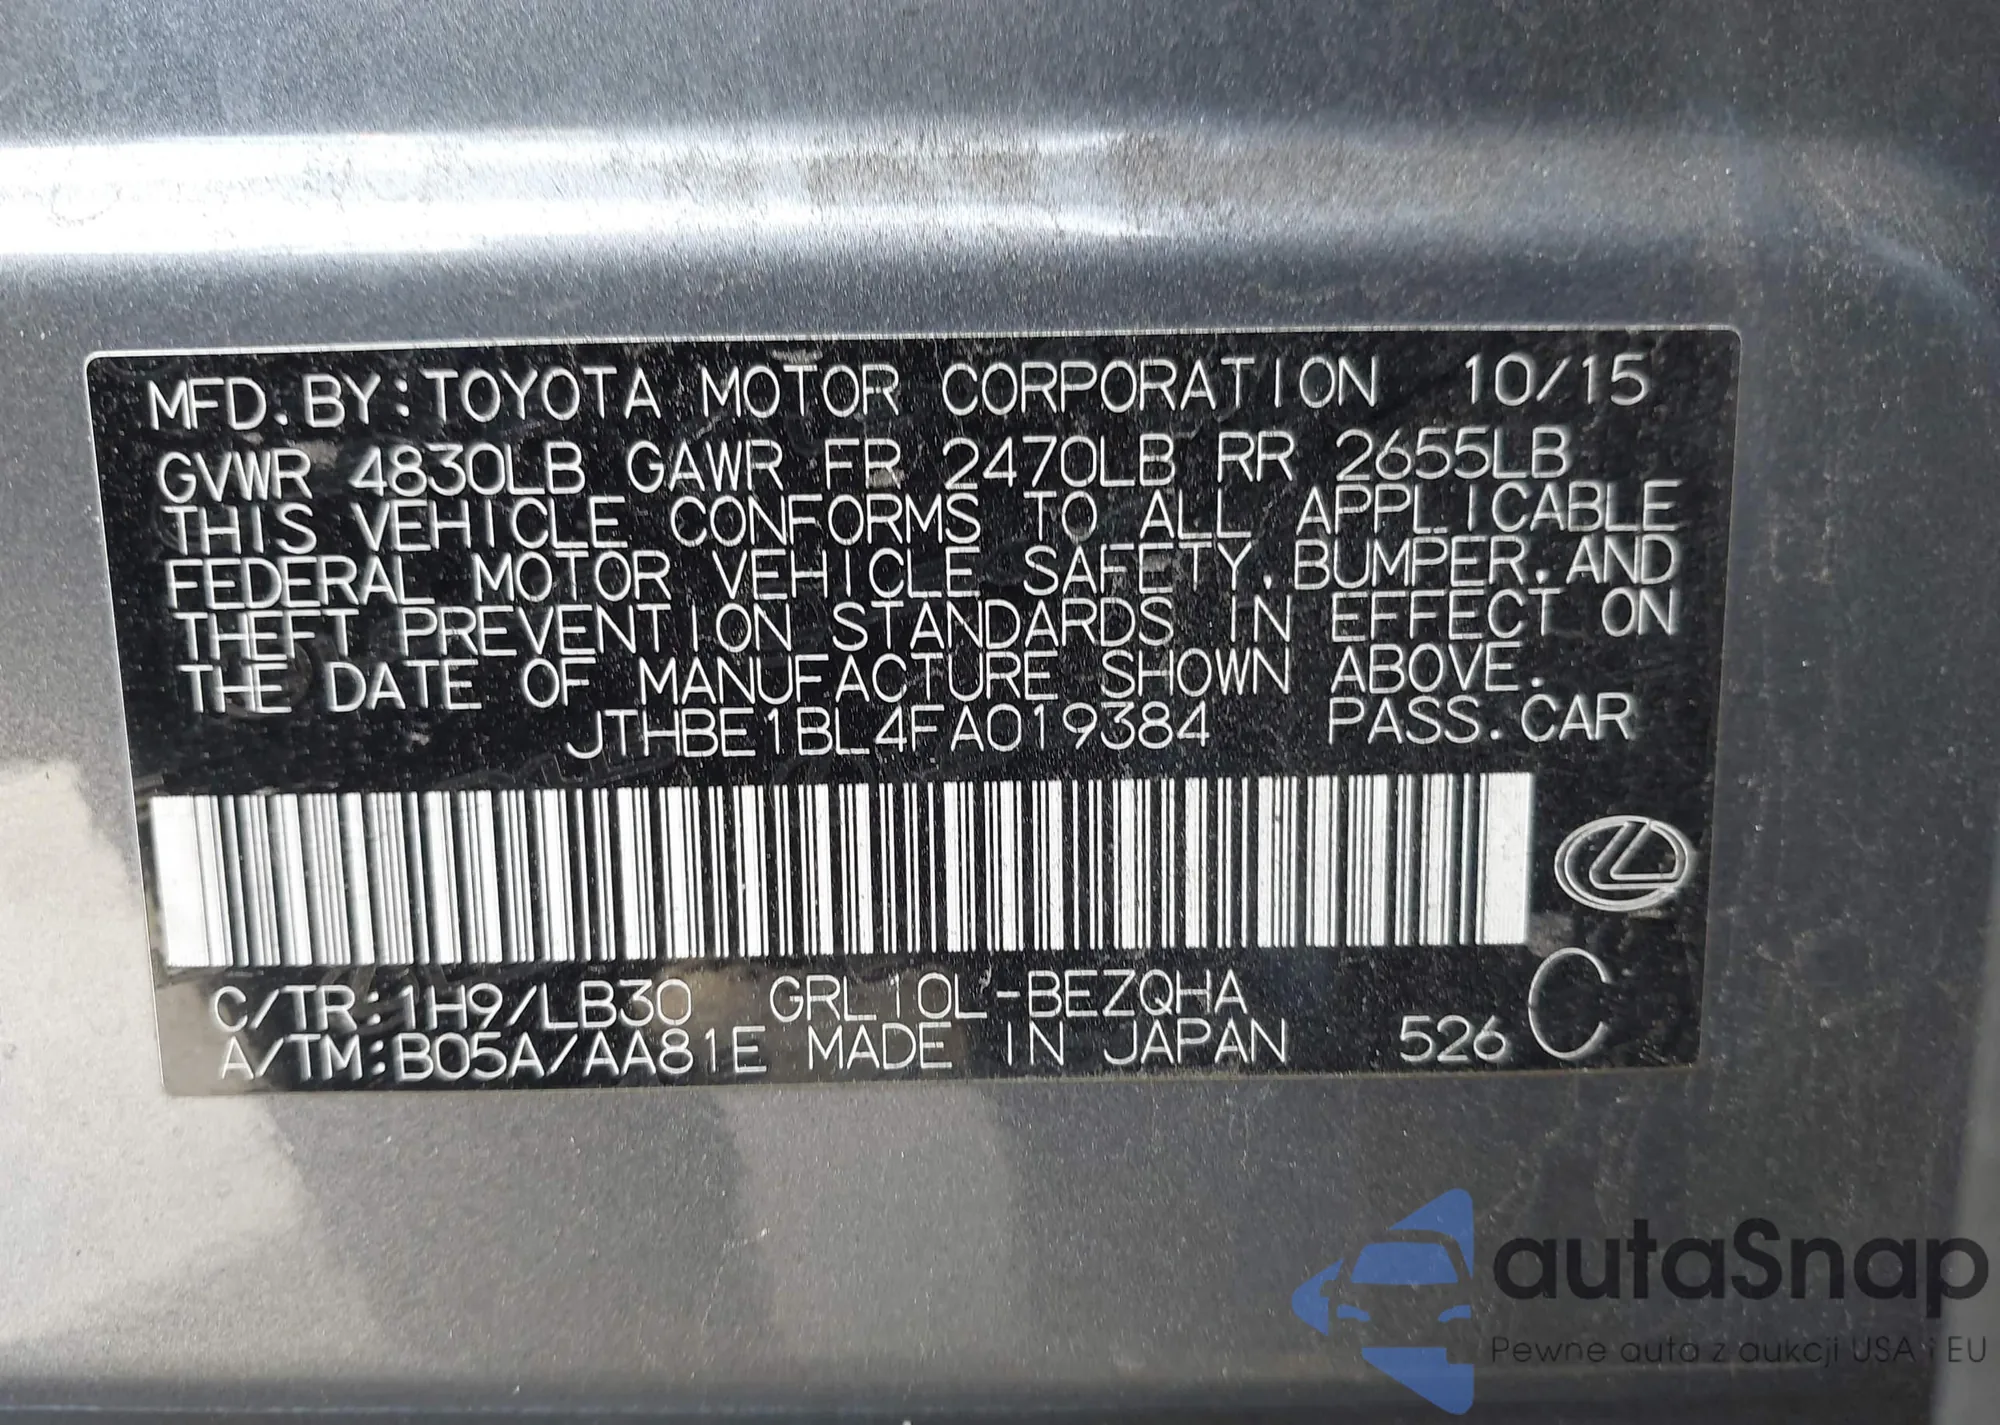 MFD. BY: TOYOTA MOTOR CORPORATION 10/15
GVWR 4830LB GAWR FR 2470LB RR 2655LB
THIS VEHICLE CONFORMS TO ALL APPLICABLE
FEDERAL MOTOR VEHICLE SAFETY, BUMPER, AND
THEFT PREVENTION STANDARDS IN EFFECT ON
THE DATE OF MANUFACTURE SHOWN ABOVE.
JTHBE1BL4FA019384 PASS. CAR
C/TR: 1H9/LB30 GRL10L-BEZQHA
A/TM: B05A/AA81E MADE IN JAPAN 526 C
autaSnap
Pewne auta z aukcji USA i EU